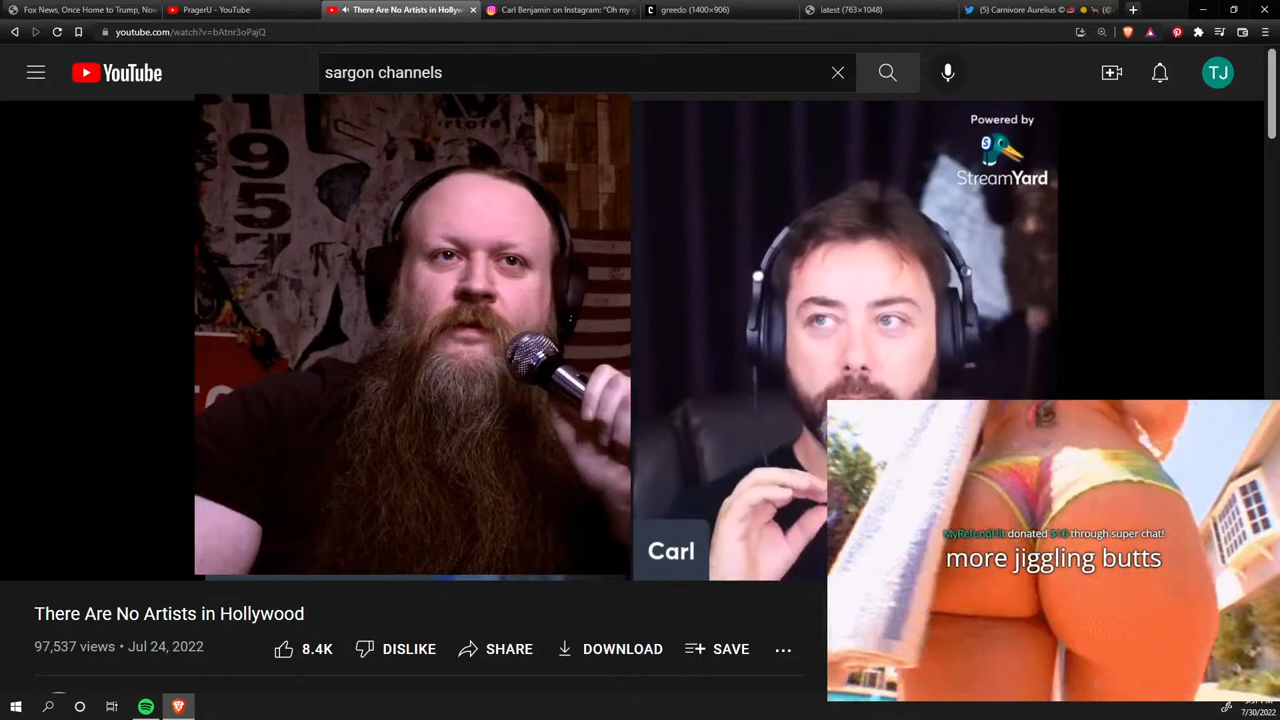 Fox News, Once Home to Trump, Now
PragerU - YouTube
There Are No Artists in Hollyw
Carl Benjamin on Instagram: "Oh my g
greedo (1400×906)
latest (763×1048)
(5) Carnivore Aurelius
youtube.com/watch?v=bAtnr3oPajQ
YouTube
sargon channels
TJ
1957
Powered by
StreamYard
Carl
MyRefundHit donated $10 through super chat!
more jiggling butts
There Are No Artists in Hollywood
97,537 views • Jul 24, 2022
8.4K
DISLIKE
SHARE
DOWNLOAD
SAVE
7/30/2022